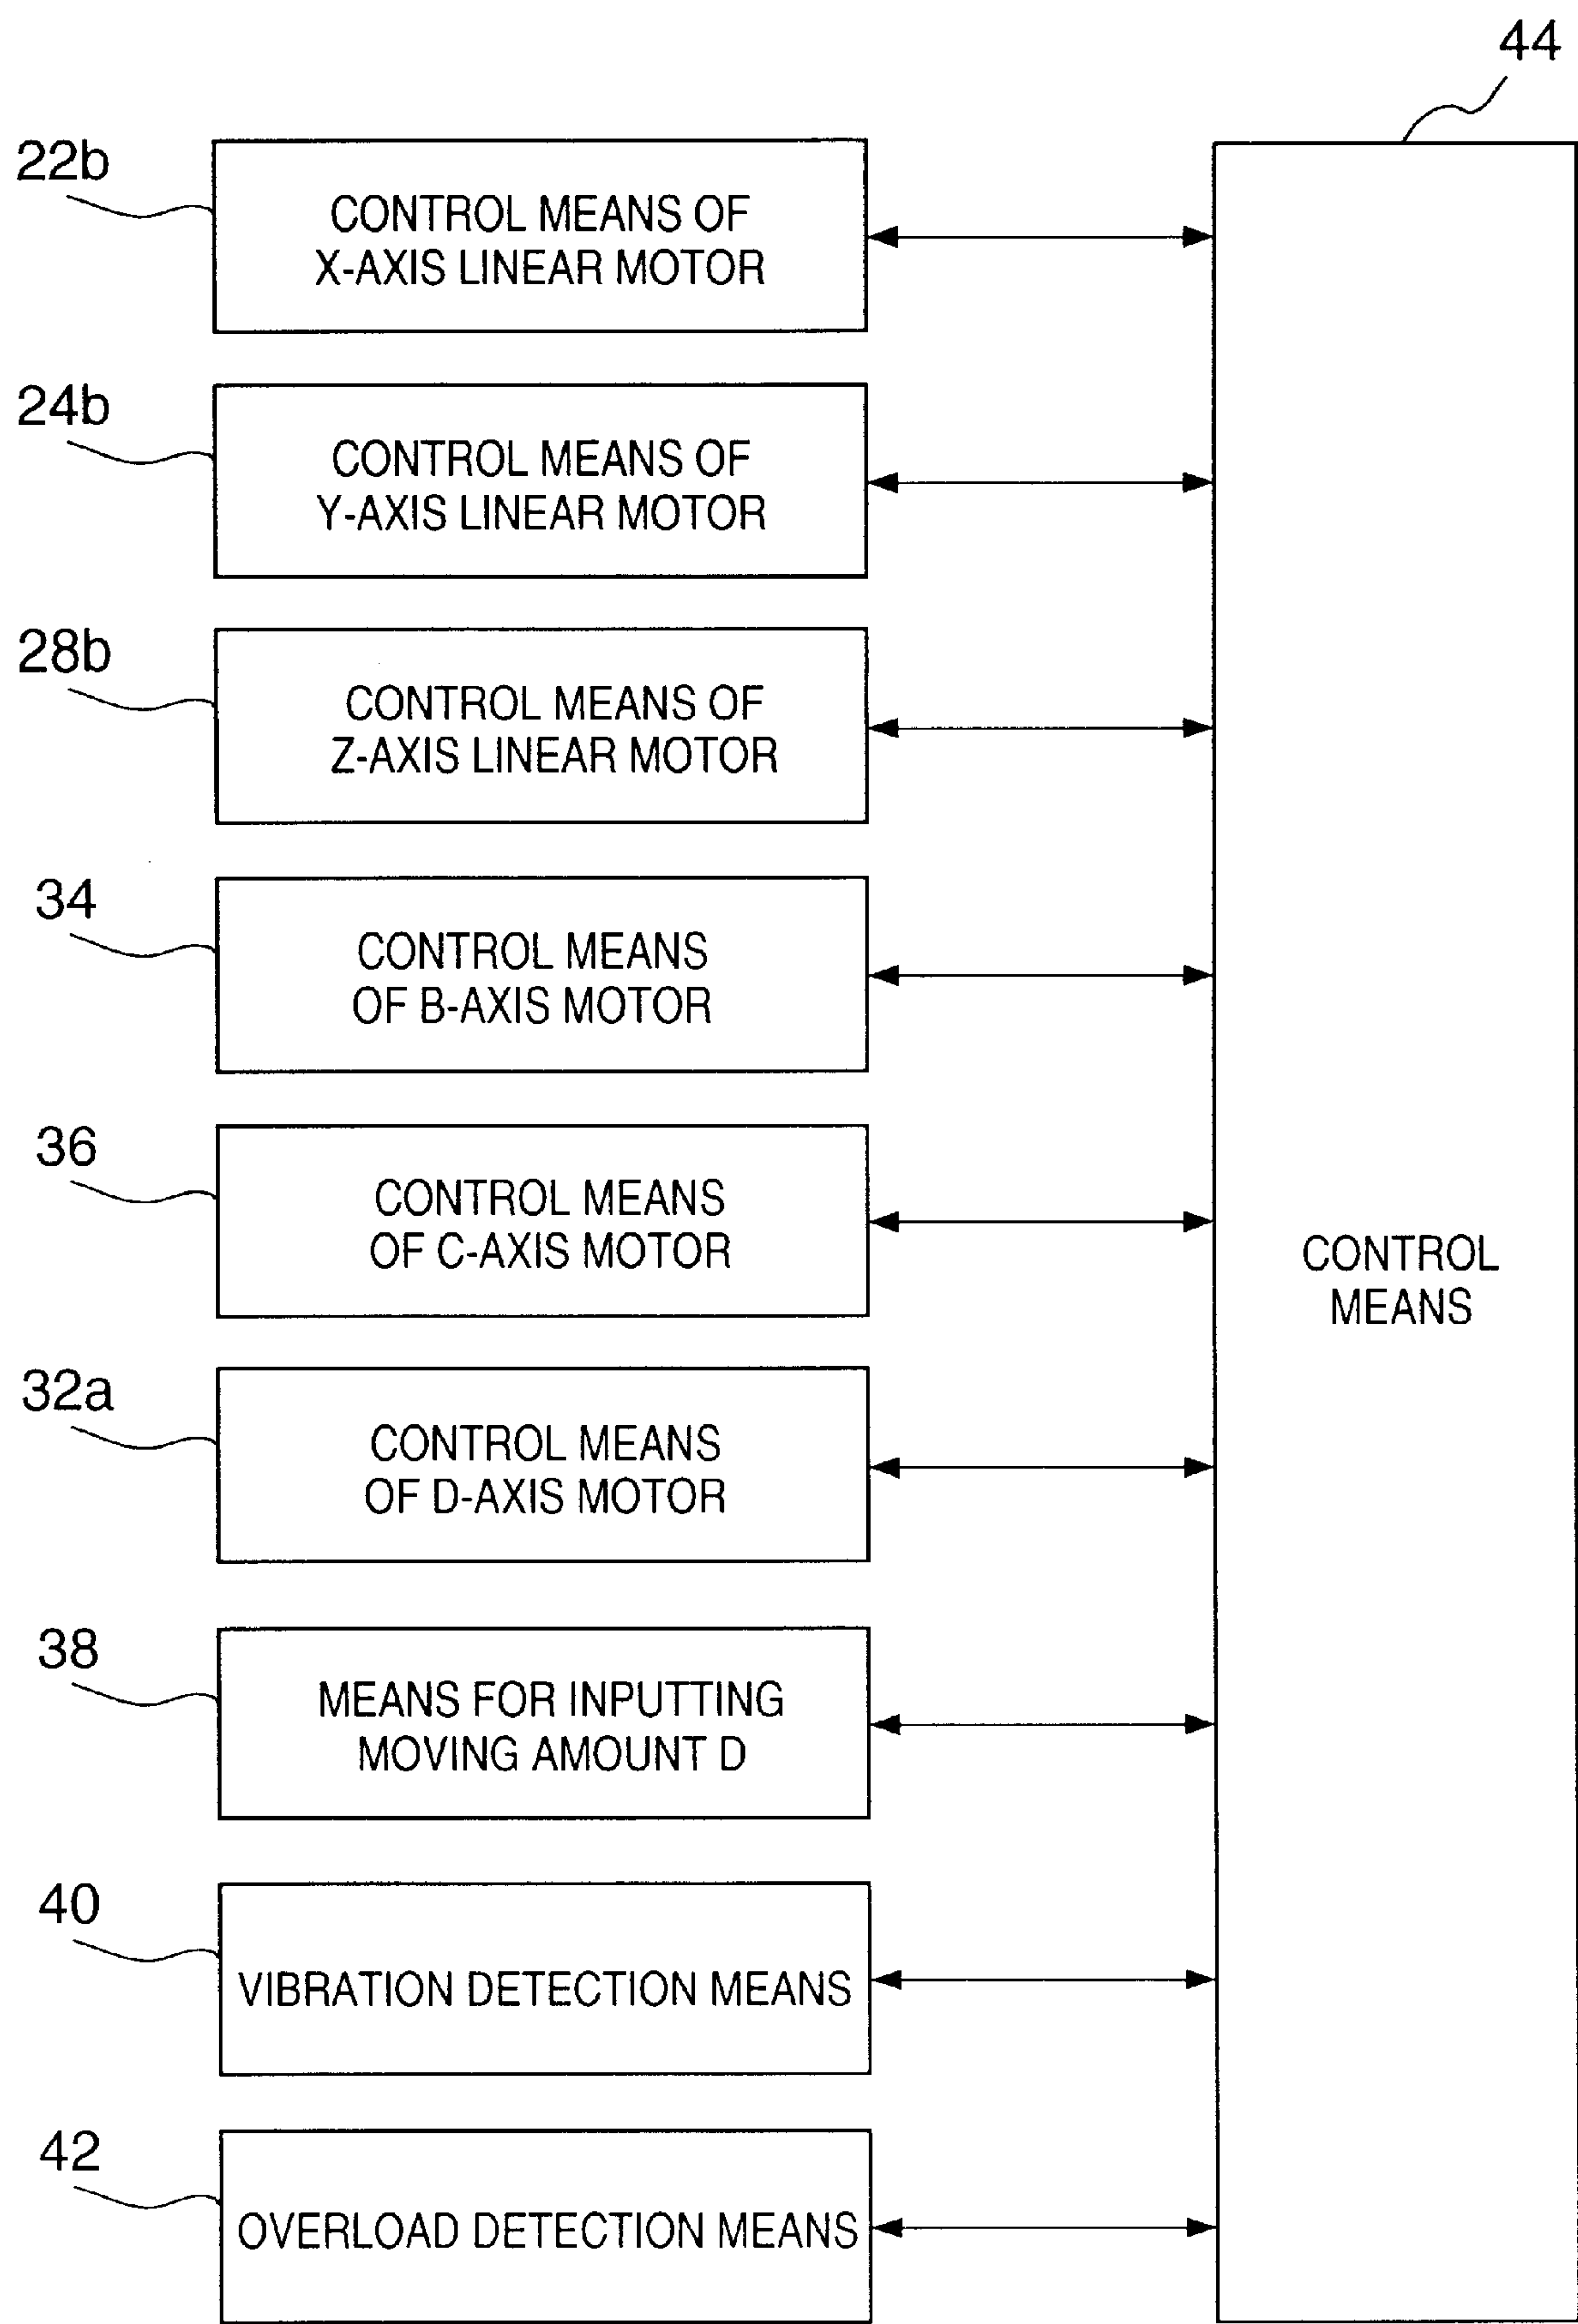 44
22b
CONTROL MEANS OF
X-AXIS LINEAR MOTOR
24b
CONTROL MEANS OF
Y-AXIS LINEAR MOTOR
28b
CONTROL MEANS OF
Z-AXIS LINEAR MOTOR
34
CONTROL MEANS
OF B-AXIS MOTOR
36
CONTROL MEANS
OF C-AXIS MOTOR
CONTROL
MEANS
32a
CONTROL MEANS
OF D-AXIS MOTOR
38
MEANS FOR INPUTTING
MOVING AMOUNT D
40
VIBRATION DETECTION MEANS
42
OVERLOAD DETECTION MEANS